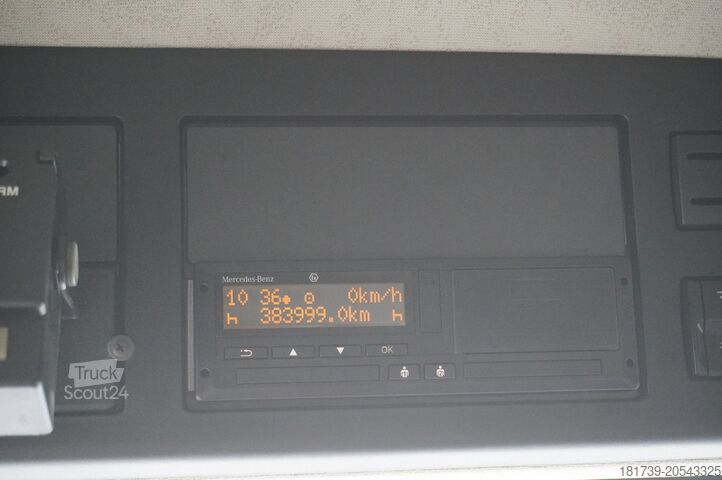 RM
Mercedes-Benz
10 36 0km/h
383999.0km
OK
Truck
Scout24
181739-20543325